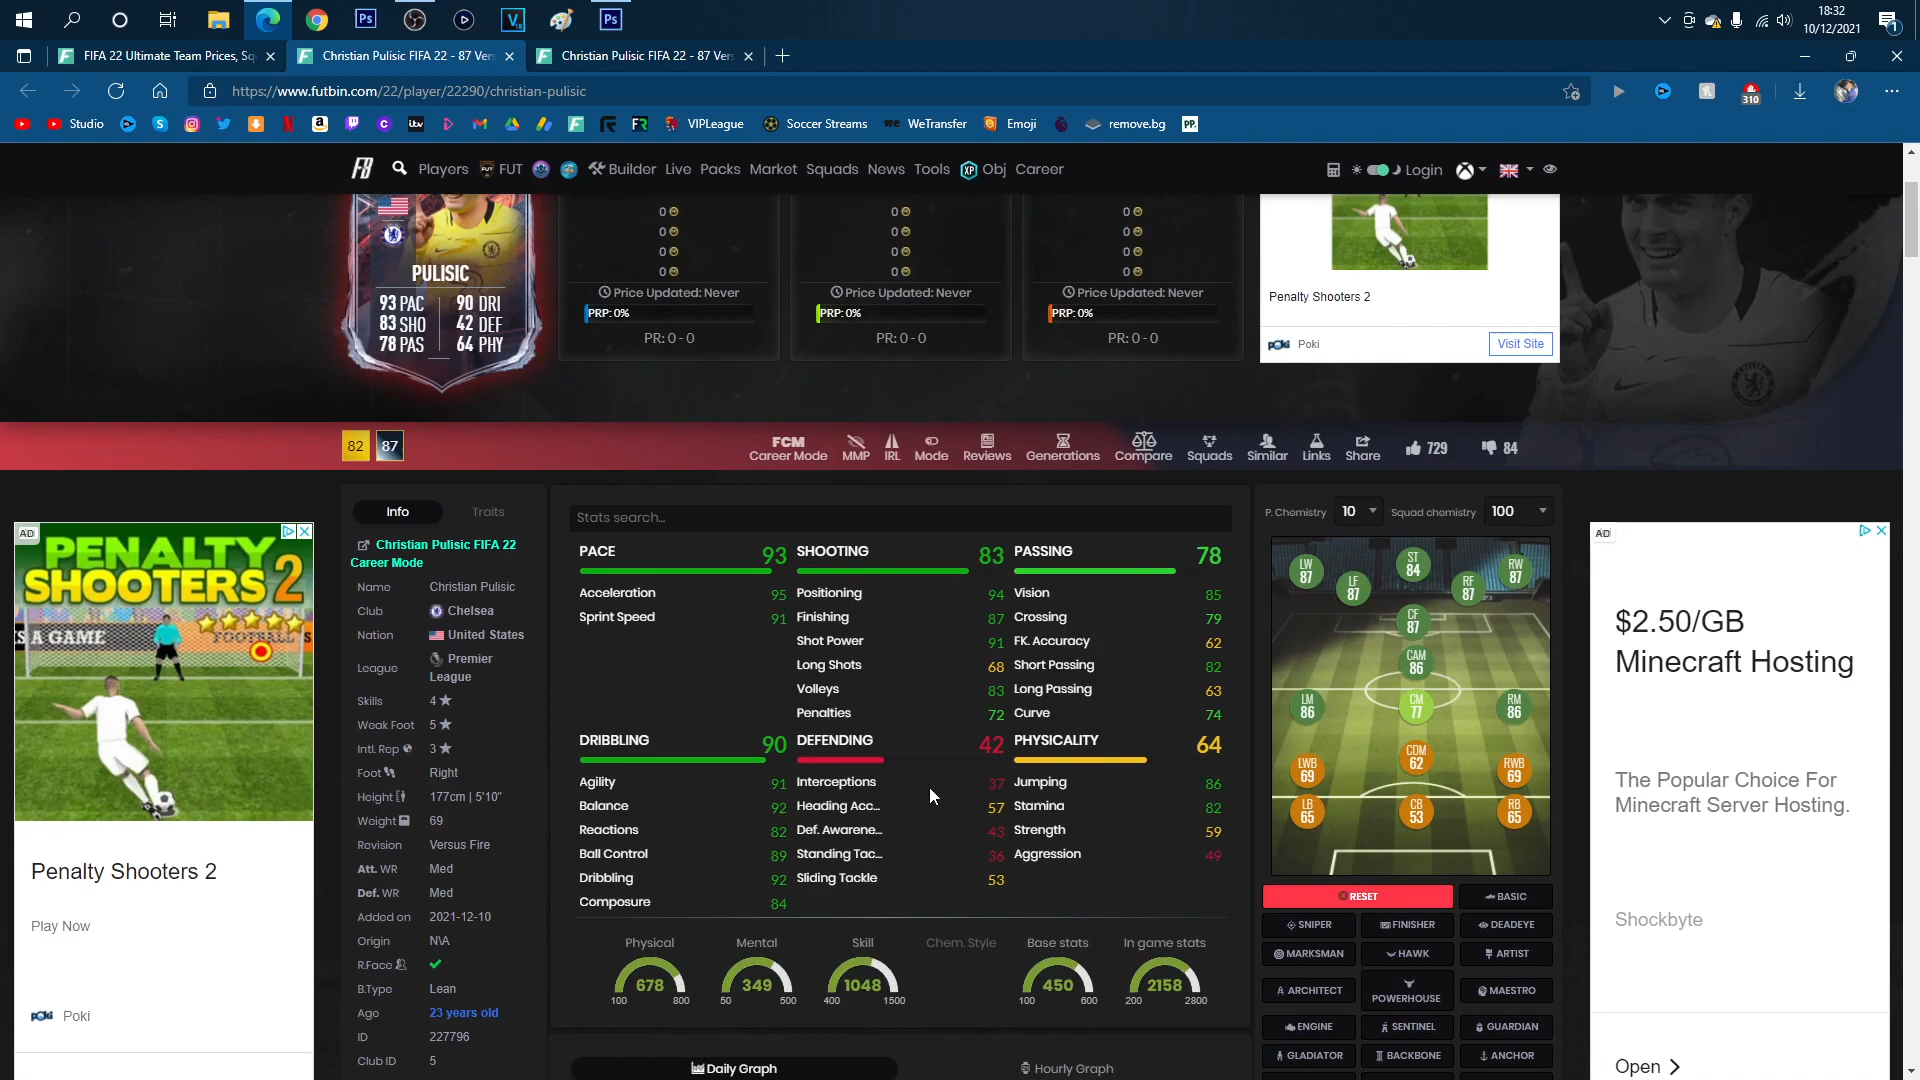 18:32
10/12/2021
1
FIFA 22 Ultimate Team Prices, Sq
Christian Pulisic FIFA 22 - 87 Vers
Christian Pulisic FIFA 22 - 87 Vers
https://www.futbin.com/22/player/22290/christian-pulisic
310
Studio
VIPLeague
Soccer Streams
WeTransfer
Emoji
remove.bg
PP.
Players FUT Builder Live Packs Market Squads News Tools Obj Career
Login
0 0 0
0 0 0
0 0 0
0 0 0
PULISIC
93 PAC 90 DRI
83 SHO 42 DEF
78 PAS 64 PHY
Price Updated: Never
PRP: 0%
PR: 0 - 0
Price Updated: Never
PRP: 0%
PR: 0 - 0
Price Updated: Never
PRP: 0%
PR: 0 - 0
Penalty Shooters 2
Poki
Visit Site
82 87
FCM
Career Mode MMP IRL Mode Reviews Generations Compare Squads Similar Links Share 729 84
AD
PENALTY
SHOOTERS 2
S A GAME
Penalty Shooters 2
Play Now
Poki
Info Traits
Christian Pulisic FIFA 22
Career Mode
Name Christian Pulisic
Club Chelsea
Nation United States
League Premier
League
Skills 4
Weak Foot 5
Intl. Rep 3
Foot Right
Height 177cm | 5'10"
Weight 69
Revision Versus Fire
Att. WR Med
Def. WR Med
Added on 2021-12-10
Origin N\A
R.Face
B.Type Lean
Age 23 years old
ID 227796
Club ID 5
Stats search...
PACE 93
Acceleration 95
Sprint Speed 91
SHOOTING 83
Positioning 94
Finishing 87
Shot Power 91
Long Shots 68
Volleys 83
Penalties 72
PASSING 78
Vision 85
Crossing 79
FK. Accuracy 62
Short Passing 82
Long Passing 63
Curve 74
DRIBBLING 90
Agility 91
Balance 92
Reactions 82
Ball Control 89
Dribbling 92
Composure 84
DEFENDING 42
Interceptions 37
Heading Acc... 57
Def. Awarene... 43
Standing Tac... 36
Sliding Tackle 53
PHYSICALITY 64
Jumping 86
Stamina 82
Strength 59
Aggression 49
Physical Mental Skill Chem. Style Base stats In game stats
678 349 1048 450 2158
100 800 50 500 400 1500 100 600 200 2800
Daily Graph Hourly Graph
P. Chemistry 10 Squad chemistry 100
LW
87
ST
84
RW
87
LF
87
RF
87
CF
87
CAM
86
LM
86
CM
77
RM
86
CDM
62
LWB
69
RWB
69
LB
65
CB
53
RB
65
RESET BASIC
SNIPER FINISHER DEADEYE
MARKSMAN HAWK ARTIST
ARCHITECT POWERHOUSE MAESTRO
ENGINE SENTINEL GUARDIAN
GLADIATOR BACKBONE ANCHOR
AD
$2.50/GB
Minecraft Hosting
The Popular Choice For
Minecraft Server Hosting.
Shockbyte
Open